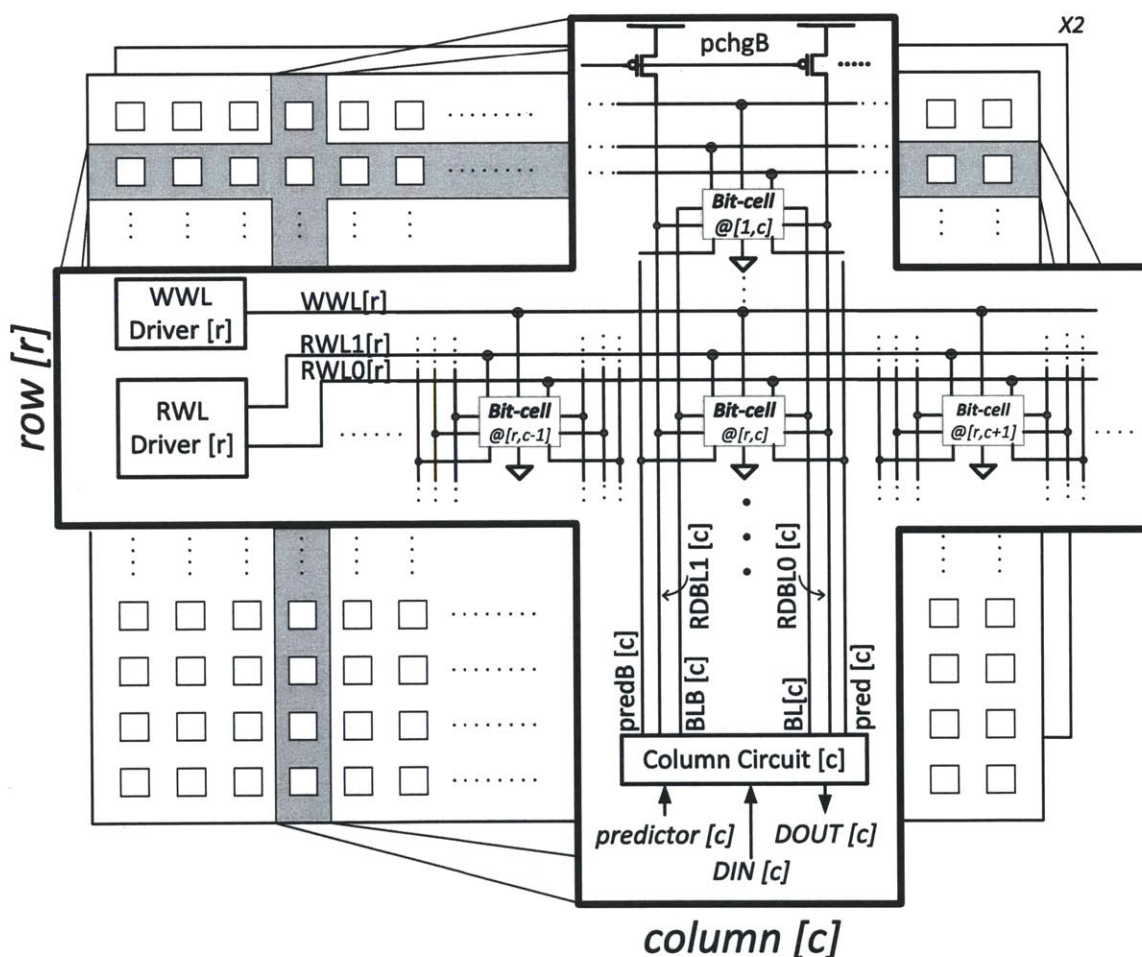 X2
pchgB
Bit-cell
@[1,c]
WWL
Driver [r]
WWL[r]
RWL1[r]
RWL0[r]
RWL
Driver [r]
row [r]
Bit-cell
@[r,c-1]
Bit-cell
@[r,c]
Bit-cell
@[r,c+1]
predB [c]
RDBL1 [c]
BLB [c]
RDBL0 [c]
BL[c]
pred [c]
Column Circuit [c]
predictor [c]
DIN [c]
DOUT [c]
column [c]